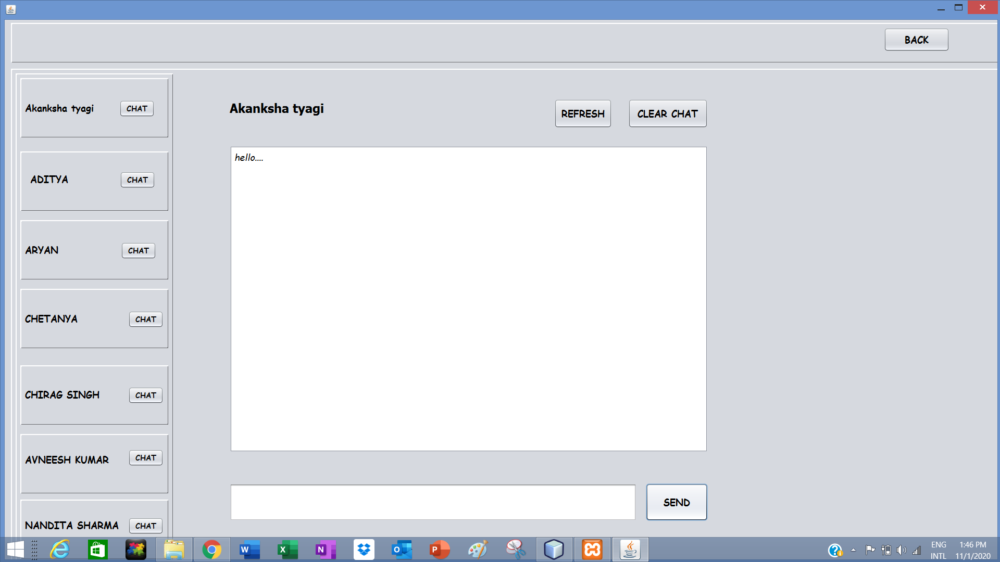 BACK
Akanksha tyagi CHAT
ADITYA CHAT
ARYAN CHAT
CHETANYA CHAT
CHIRAG SINGH CHAT
AVNEESH KUMAR CHAT
NANDITA SHARMA CHAT
Akanksha tyagi
REFRESH CLEAR CHAT
hello....
SEND
ENG 1:46 PM
INTL 11/1/2020